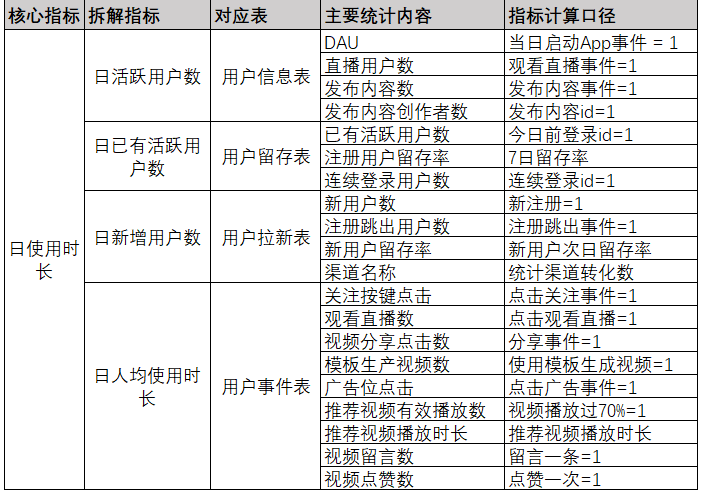 核心指标 拆解指标 对应表 主要统计内容 指标计算口径
日使用时长 日活跃用户数 用户信息表 DAU 当日启动App事件 = 1
直播用户数 观看直播事件=1
发布内容数 发布内容事件=1
发布内容创作者数 发布内容id=1
日已有活跃用户数 用户留存表 已有活跃用户数 今日前登录id=1
注册用户留存率 7日留存率
连续登录用户数 连续登录id=1
日新增用户数 用户拉新表 新用户数 新注册=1
注册跳出用户数 注册跳出事件=1
新用户留存率 新用户次日留存率
渠道名称 统计渠道转化数
日人均使用时长 用户事件表 关注按键点击 点击关注事件=1
观看直播数 点击观看直播=1
视频分享点击数 分享事件=1
模板生产视频数 使用模板生成视频=1
广告位点击 点击广告事件=1
推荐视频有效播放数 视频播放过70%=1
推荐视频播放时长 推荐视频播放时长
视频留言数 留言一条=1
视频点赞数 点赞一次=1